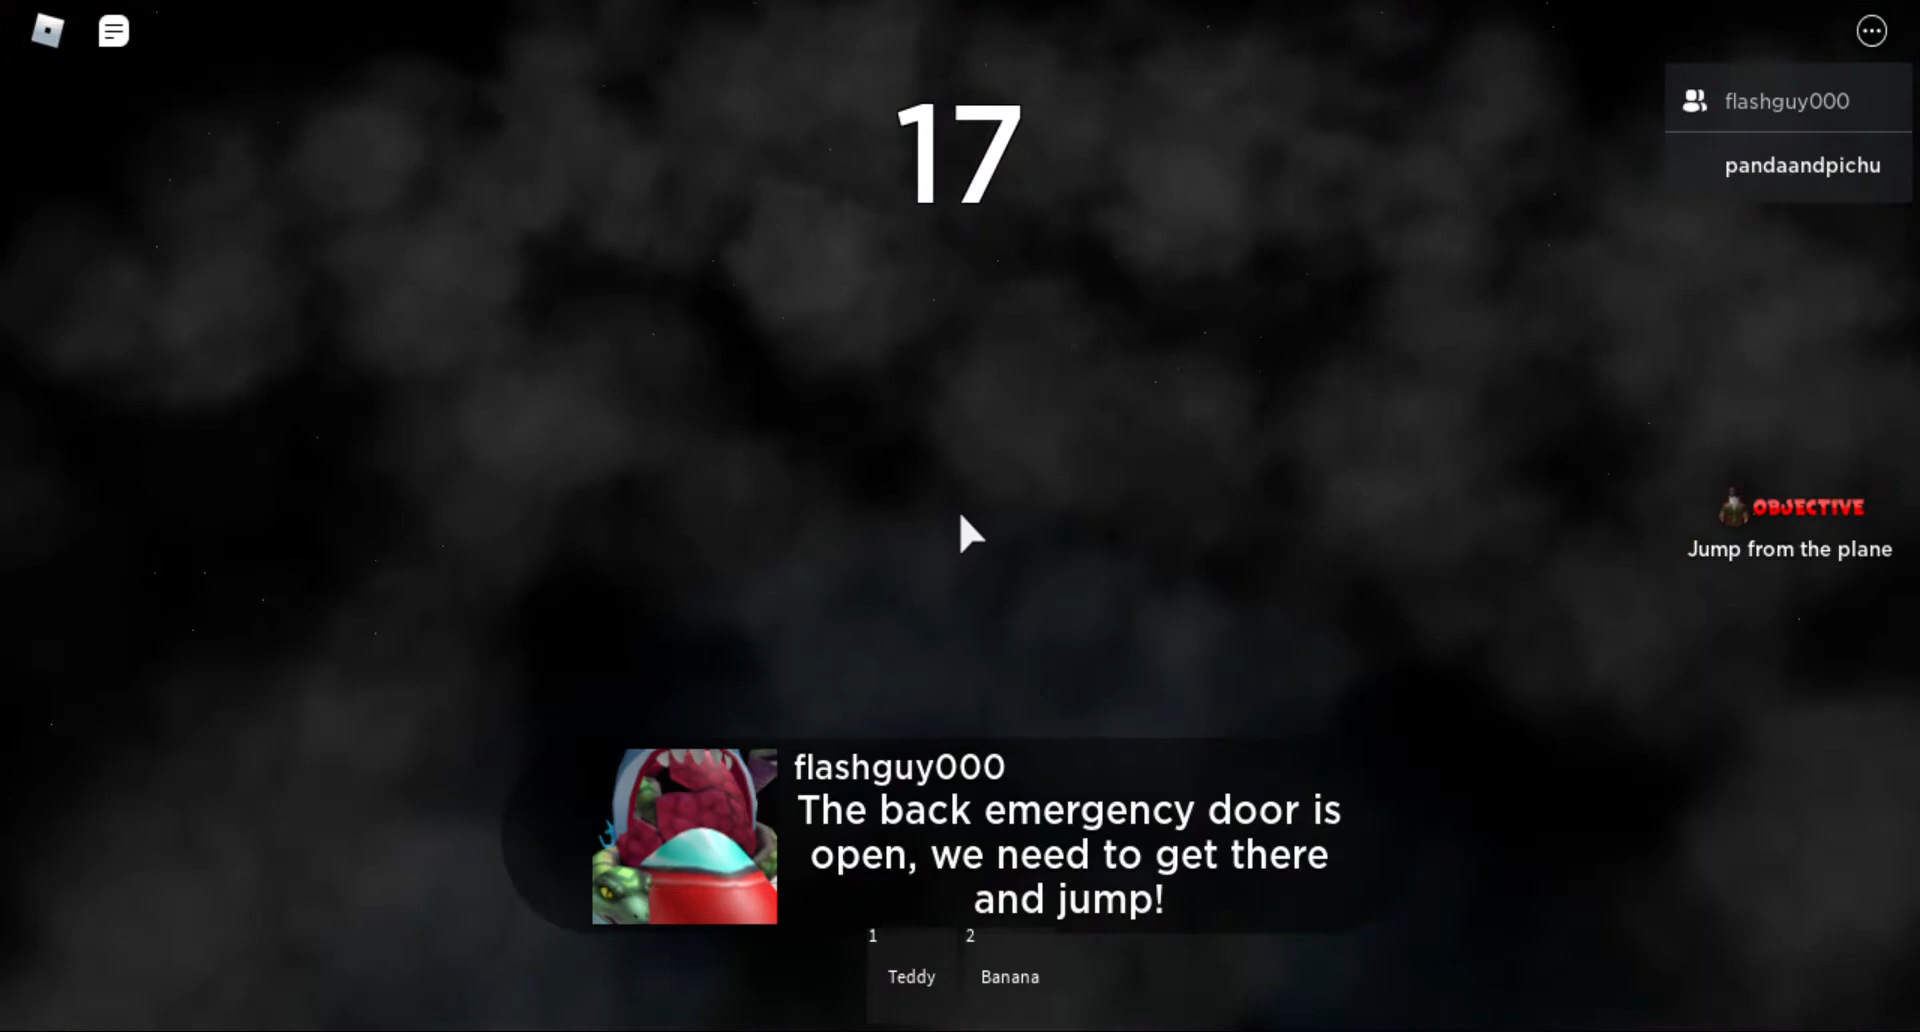 17
flashguy000
pandaandpichu
OBJECTIVE
Jump from the plane
flashguy000
The back emergency door is
open, we need to get there
and jump!
1
2
Teddy
Banana